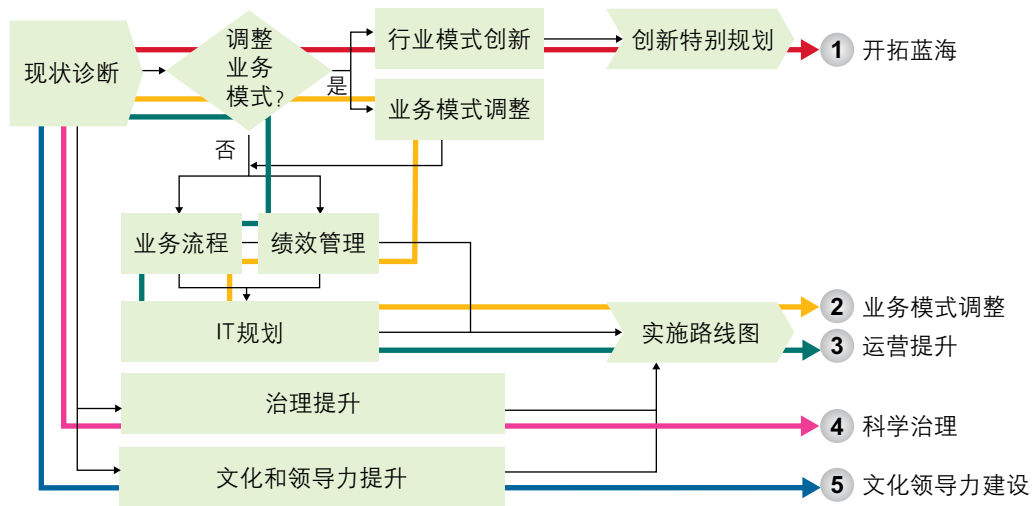 现状诊断
调整
业务
模式?
是
否
行业模式创新
创新特别规划
1 开拓蓝海
业务模式调整
业务流程
绩效管理
IT规划
实施路线图
2 业务模式调整
3 运营提升
治理提升
4 科学治理
文化和领导力提升
5 文化领导力建设